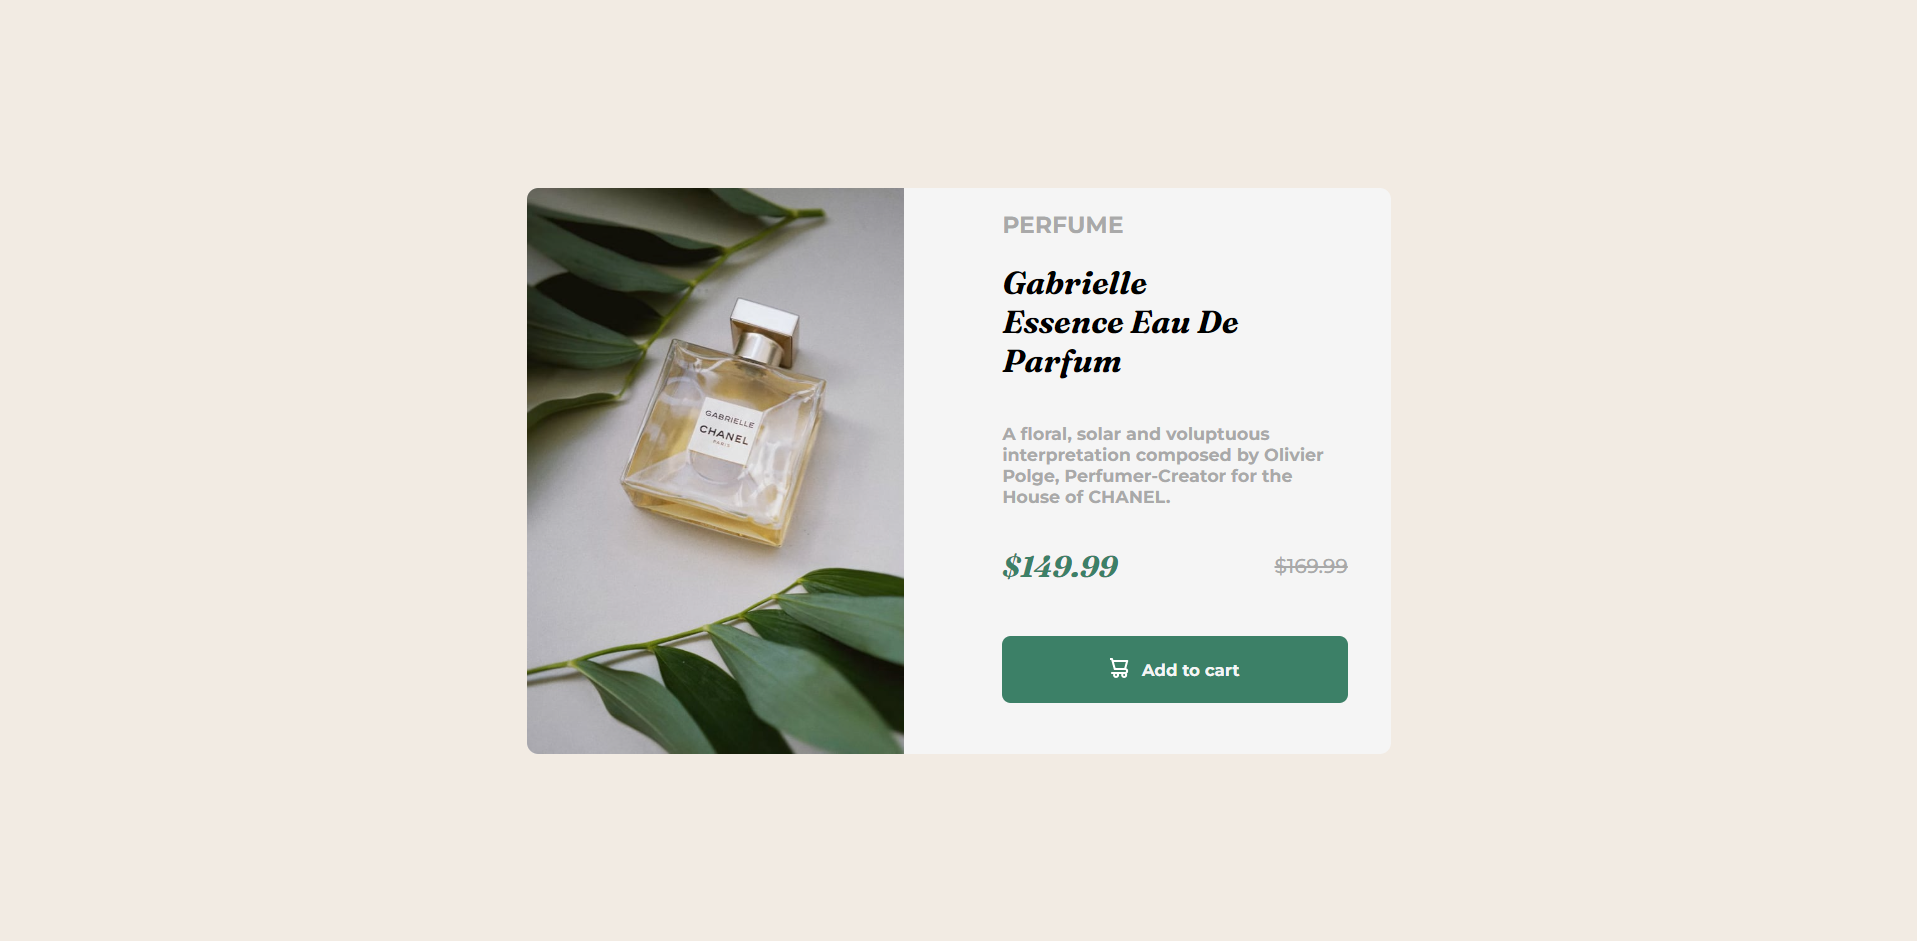 PERFUME
Gabrielle
Essence Eau De
Parfum
A floral, solar and voluptuous
interpretation composed by Olivier
Polge, Perfumer-Creator for the
House of CHANEL.
$149.99
$169.99
Add to cart
GABRIELLE
CHANEL
PARIS